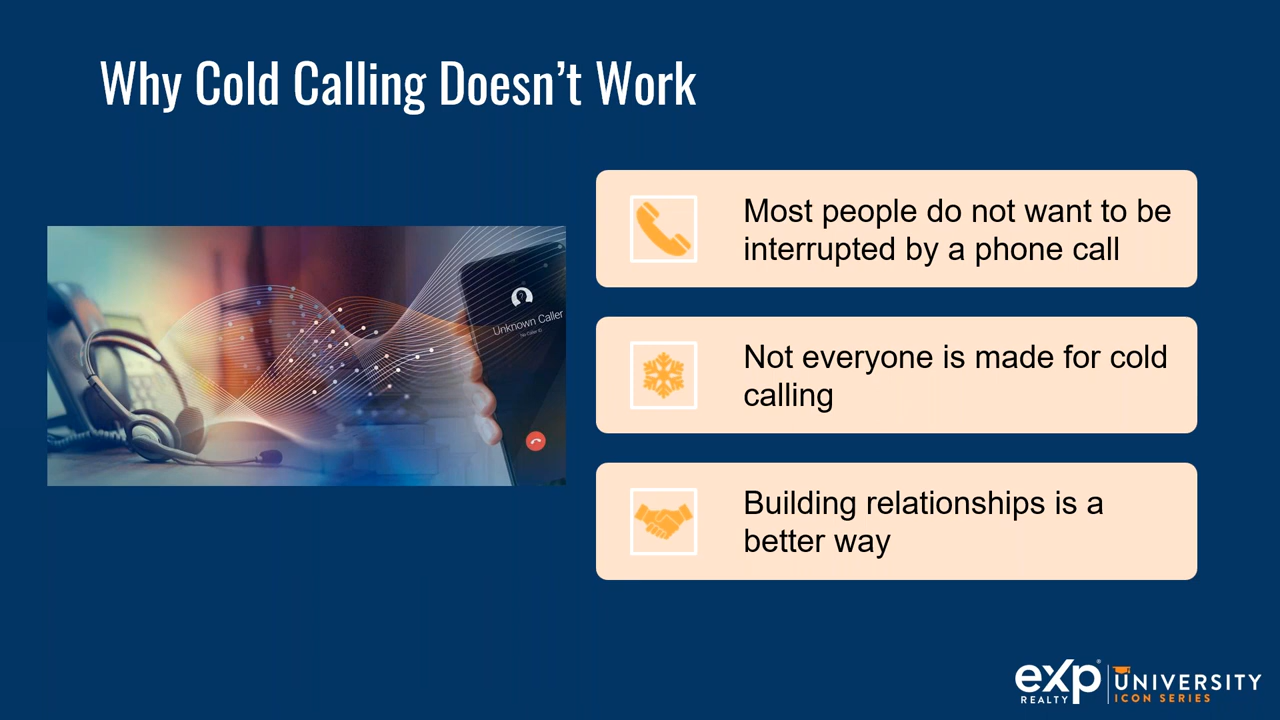 Why Cold Calling Doesn’t Work
Most people do not want to be
interrupted by a phone call
Unknown Caller
Not everyone is made for cold
calling
Building relationships is a
better way
eXp®
REALTY
UNIVERSITY
ICON SERIES